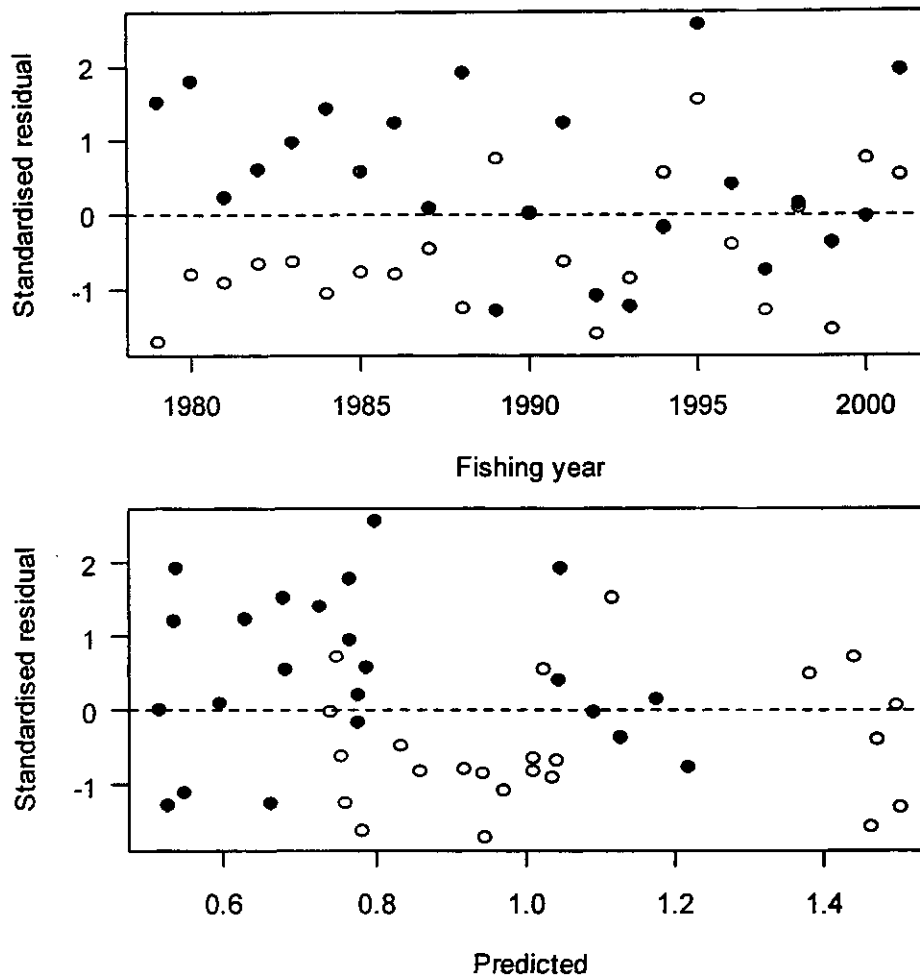 Standardised residual
2
1
0
-1
1980 1985 1990 1995 2000
Fishing year
Standardised residual
2
1
0
-1
0.6 0.8 1.0 1.2 1.4
Predicted